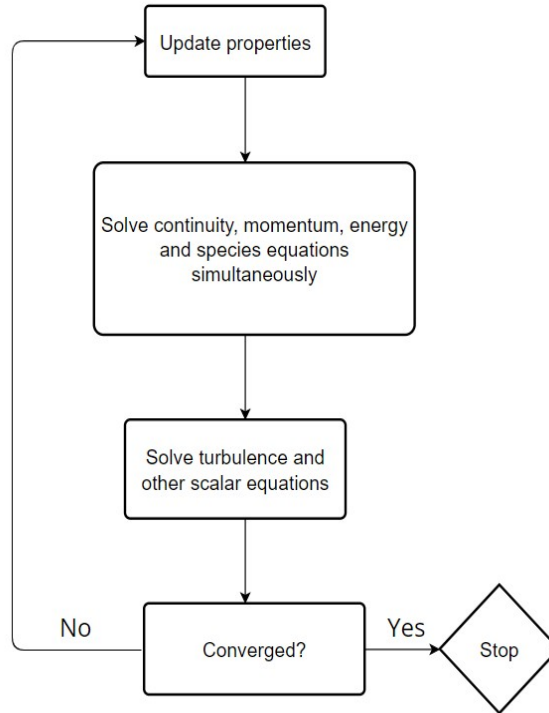 Update properties
Solve continuity, momentum, energy
and species equations
simultaneously
Solve turbulence and
other scalar equations
No
Converged?
Yes
Stop